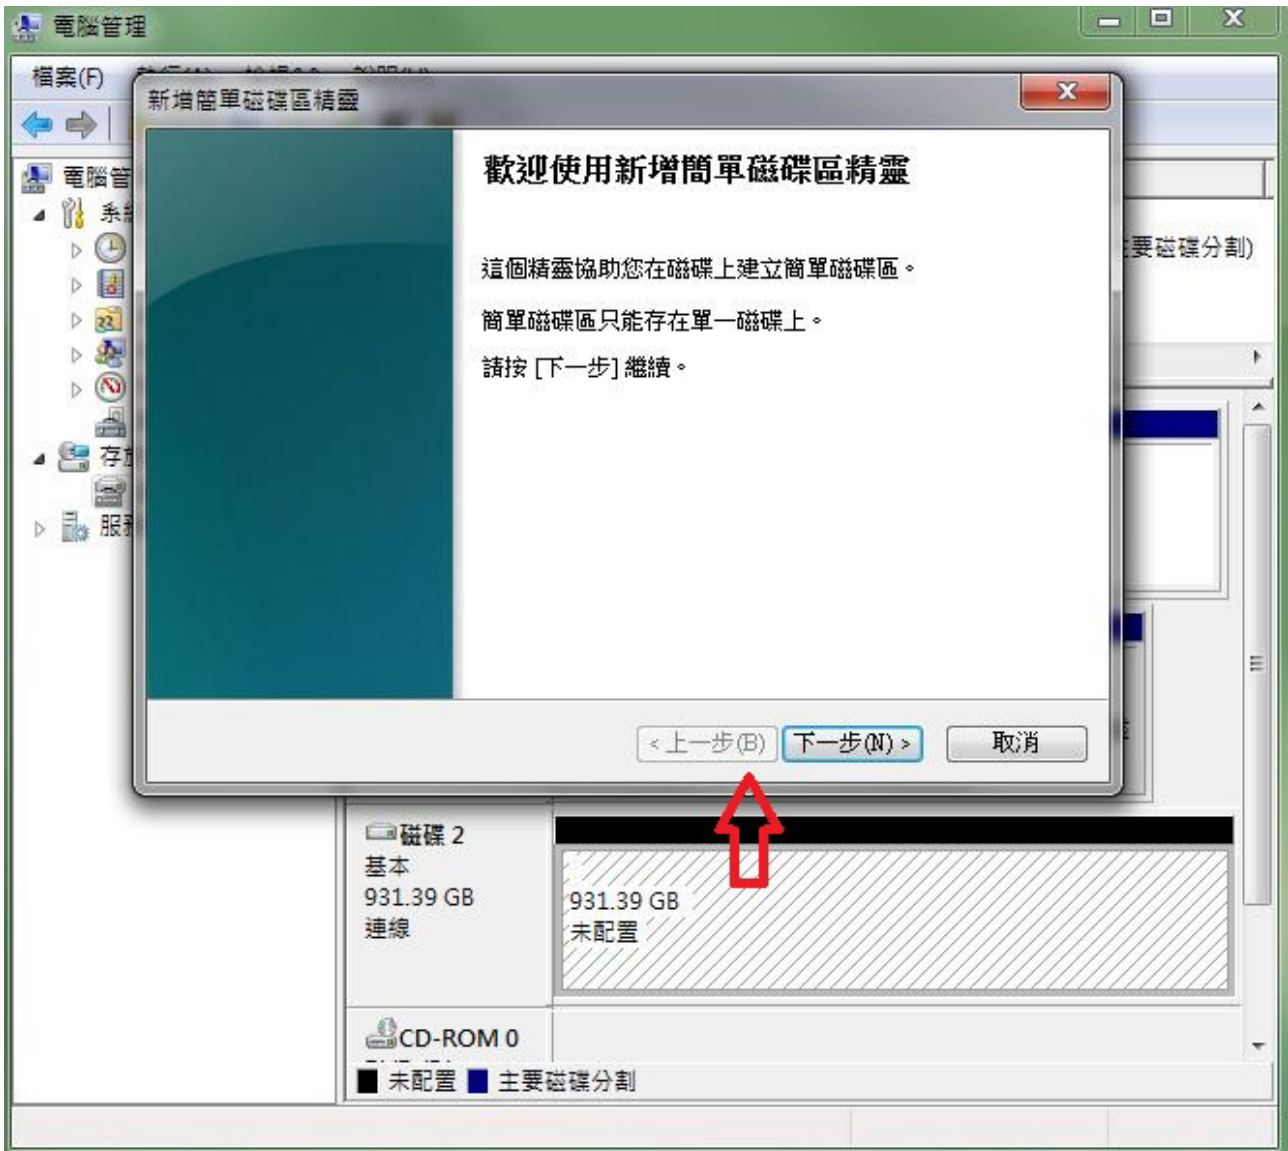 電腦管理
檔案(F)
新增簡單磁碟區精靈
歡迎使用新增簡單磁碟區精靈
這個精靈協助您在磁碟上建立簡單磁碟區。
簡單磁碟區只能存在單一磁碟上。
請按 [下一步] 繼續。
< 上一步(B)
下一步(N) >
取消
電腦管
系統
存放
服務
要磁碟分割)
磁碟 2
基本
931.39 GB
連線
931.39 GB
未配置
CD-ROM 0
未配置
主要磁碟分割